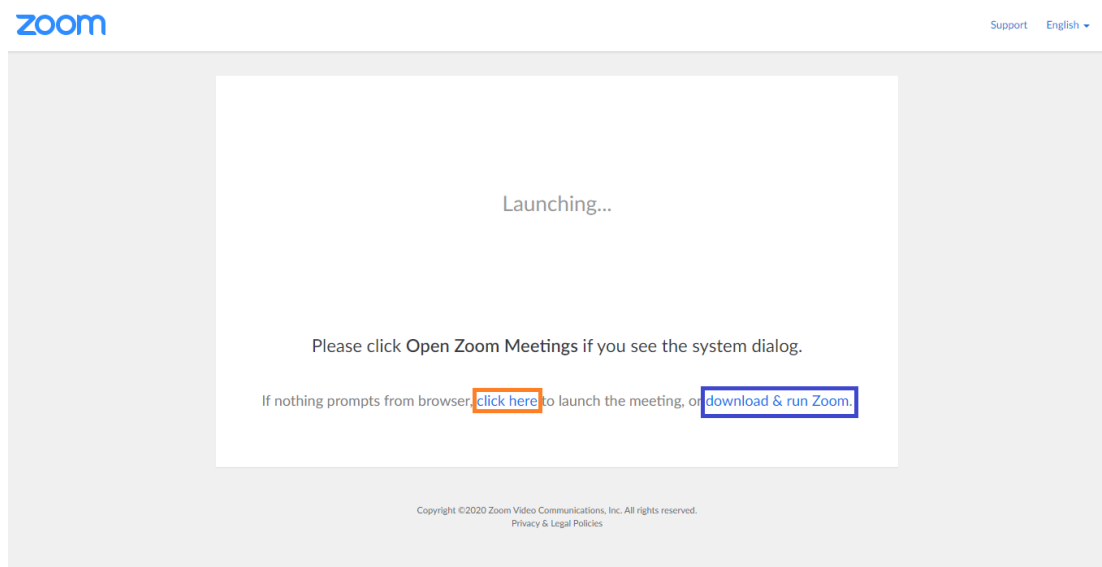 zoom
Support English
Launching...
Please click Open Zoom Meetings if you see the system dialog.
If nothing prompts from browser, click here to launch the meeting, or download & run Zoom.
Copyright ©2020 Zoom Video Communications, Inc. All rights reserved.
Privacy & Legal Policies